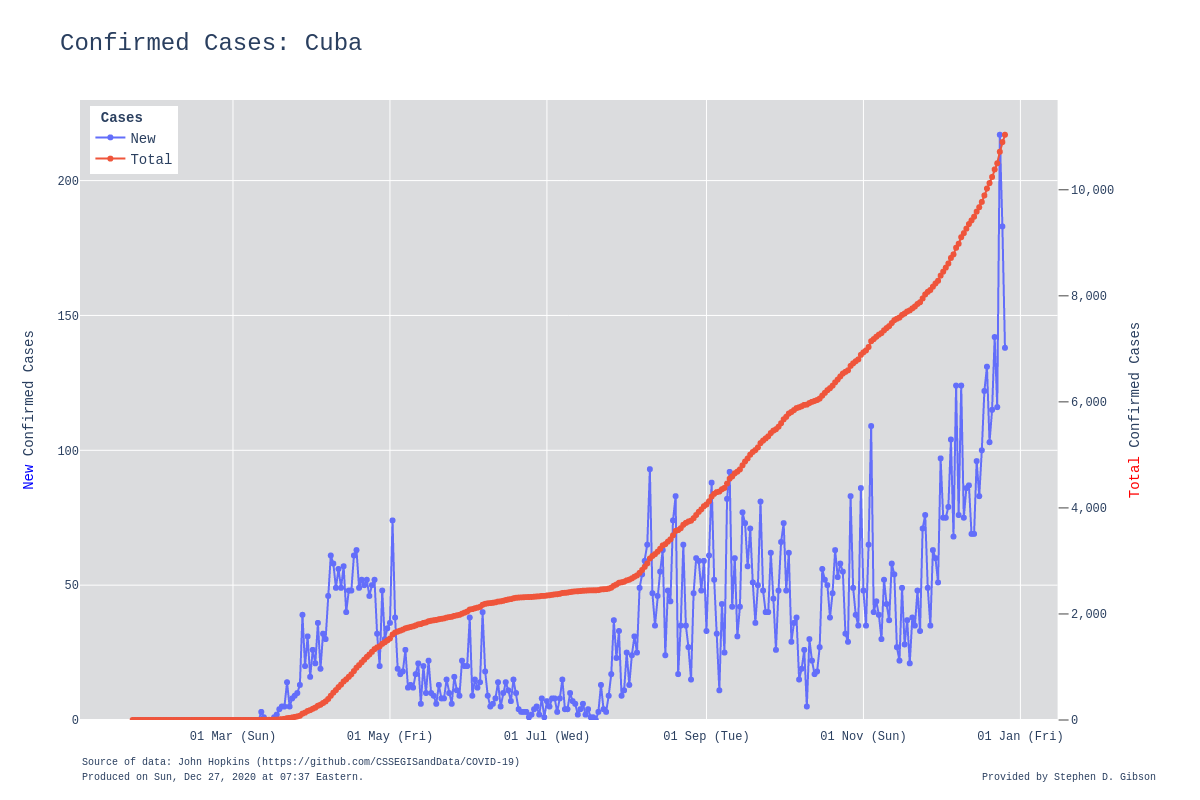 Confirmed Cases: Cuba
Cases
New
Total
200
150
100
50
0
10,000
8,000
6,000
4,000
2,000
0
New Confirmed Cases
Total Confirmed Cases
01 Mar (Sun)
01 May (Fri)
01 Jul (Wed)
01 Sep (Tue)
01 Nov (Sun)
01 Jan (Fri)
Source of data: John Hopkins (https://github.com/CSSEGISandData/COVID-19)
Produced on Sun, Dec 27, 2020 at 07:37 Eastern.
Provided by Stephen D. Gibson